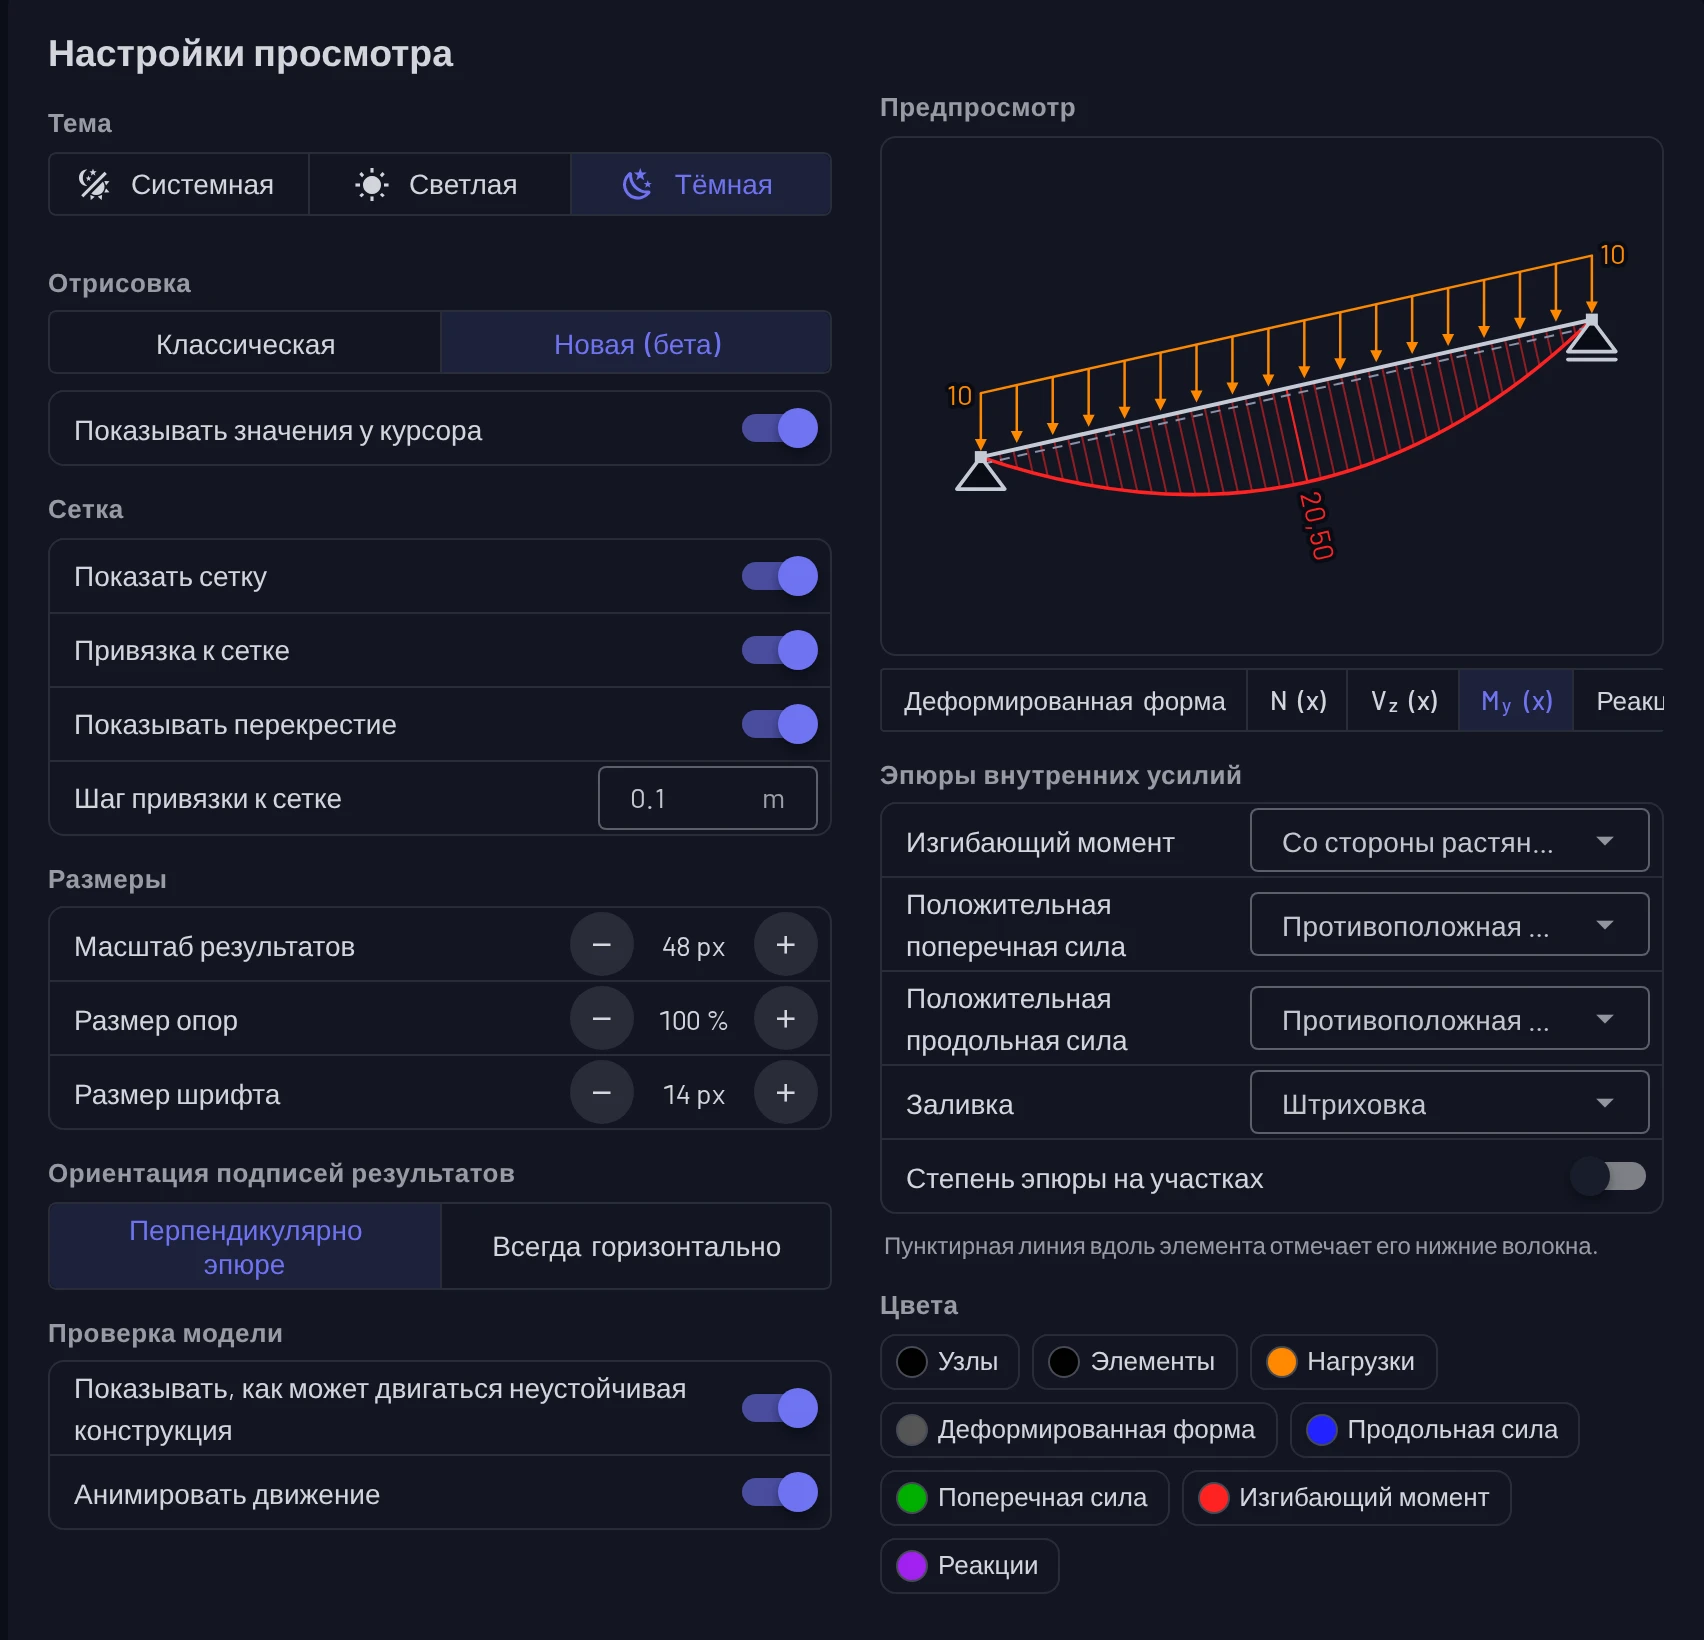 Настройки просмотра
Тема
Системная
Светлая
Тёмная
Отрисовка
Классическая
Новая (бета)
Показывать значения у курсора
Сетка
Показать сетку
Привязка к сетке
Показывать перекрестие
Шаг привязки к сетке
0.1 m
Размеры
Масштаб результатов
− 48 px +
Размер опор
− 100 % +
Размер шрифта
− 14 px +
Ориентация подписей результатов
Перпендикулярно
эпюре
Всегда горизонтально
Проверка модели
Показывать, как может двигаться неустойчивая
конструкция
Анимировать движение
Предпросмотр
10
10
20,50
Деформированная форма
N (x)
Vz (x)
My (x)
Реакц
Эпюры внутренних усилий
Изгибающий момент
Со стороны растян...
Положительная
поперечная сила
Противоположная ...
Положительная
продольная сила
Противоположная ...
Заливка
Штриховка
Степень эпюры на участках
Пунктирная линия вдоль элемента отмечает его нижние волокна.
Цвета
Узлы
Элементы
Нагрузки
Деформированная форма
Продольная сила
Поперечная сила
Изгибающий момент
Реакции